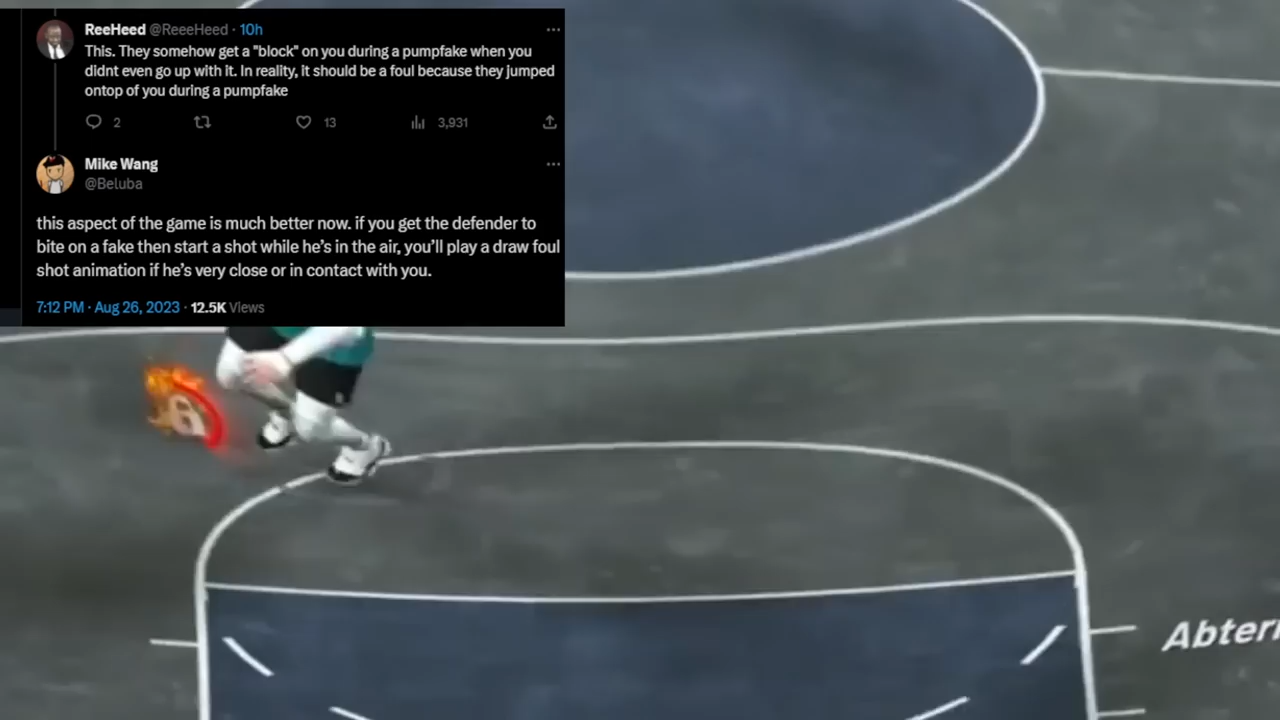 ReeHeed @ReeeHeed · 10h
This. They somehow get a "block" on you during a pumpfake when you
didnt even go up with it. In reality, it should be a foul because they jumped
ontop of you during a pumpfake
2 13 3,931
Mike Wang
@Beluba
this aspect of the game is much better now. if you get the defender to
bite on a fake then start a shot while he's in the air, you'll play a draw foul
shot animation if he's very close or in contact with you.
7:12 PM · Aug 26, 2023 · 12.5K Views